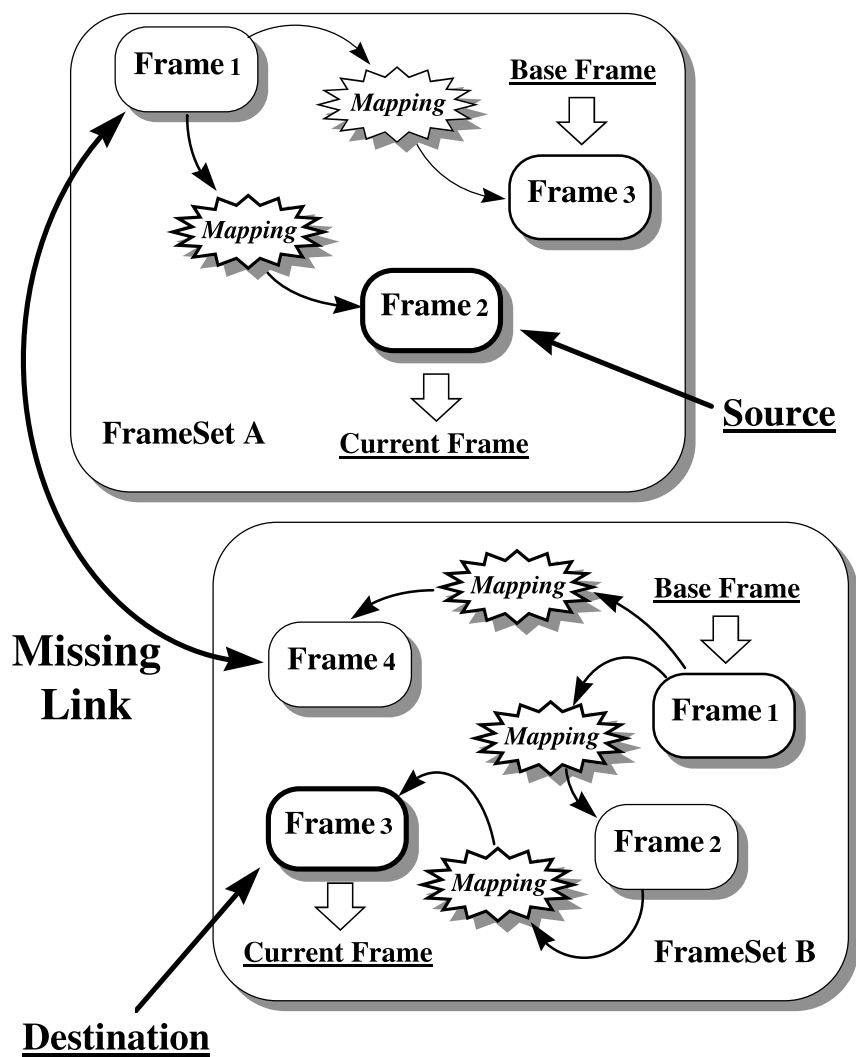 Frame 1
Mapping
Base Frame
Frame 3
Mapping
Frame 2
Source
FrameSet A
Current Frame
Mapping
Base Frame
Missing
Link
Frame 4
Frame 1
Mapping
Frame 3
Frame 2
Mapping
Current Frame
FrameSet B
Destination